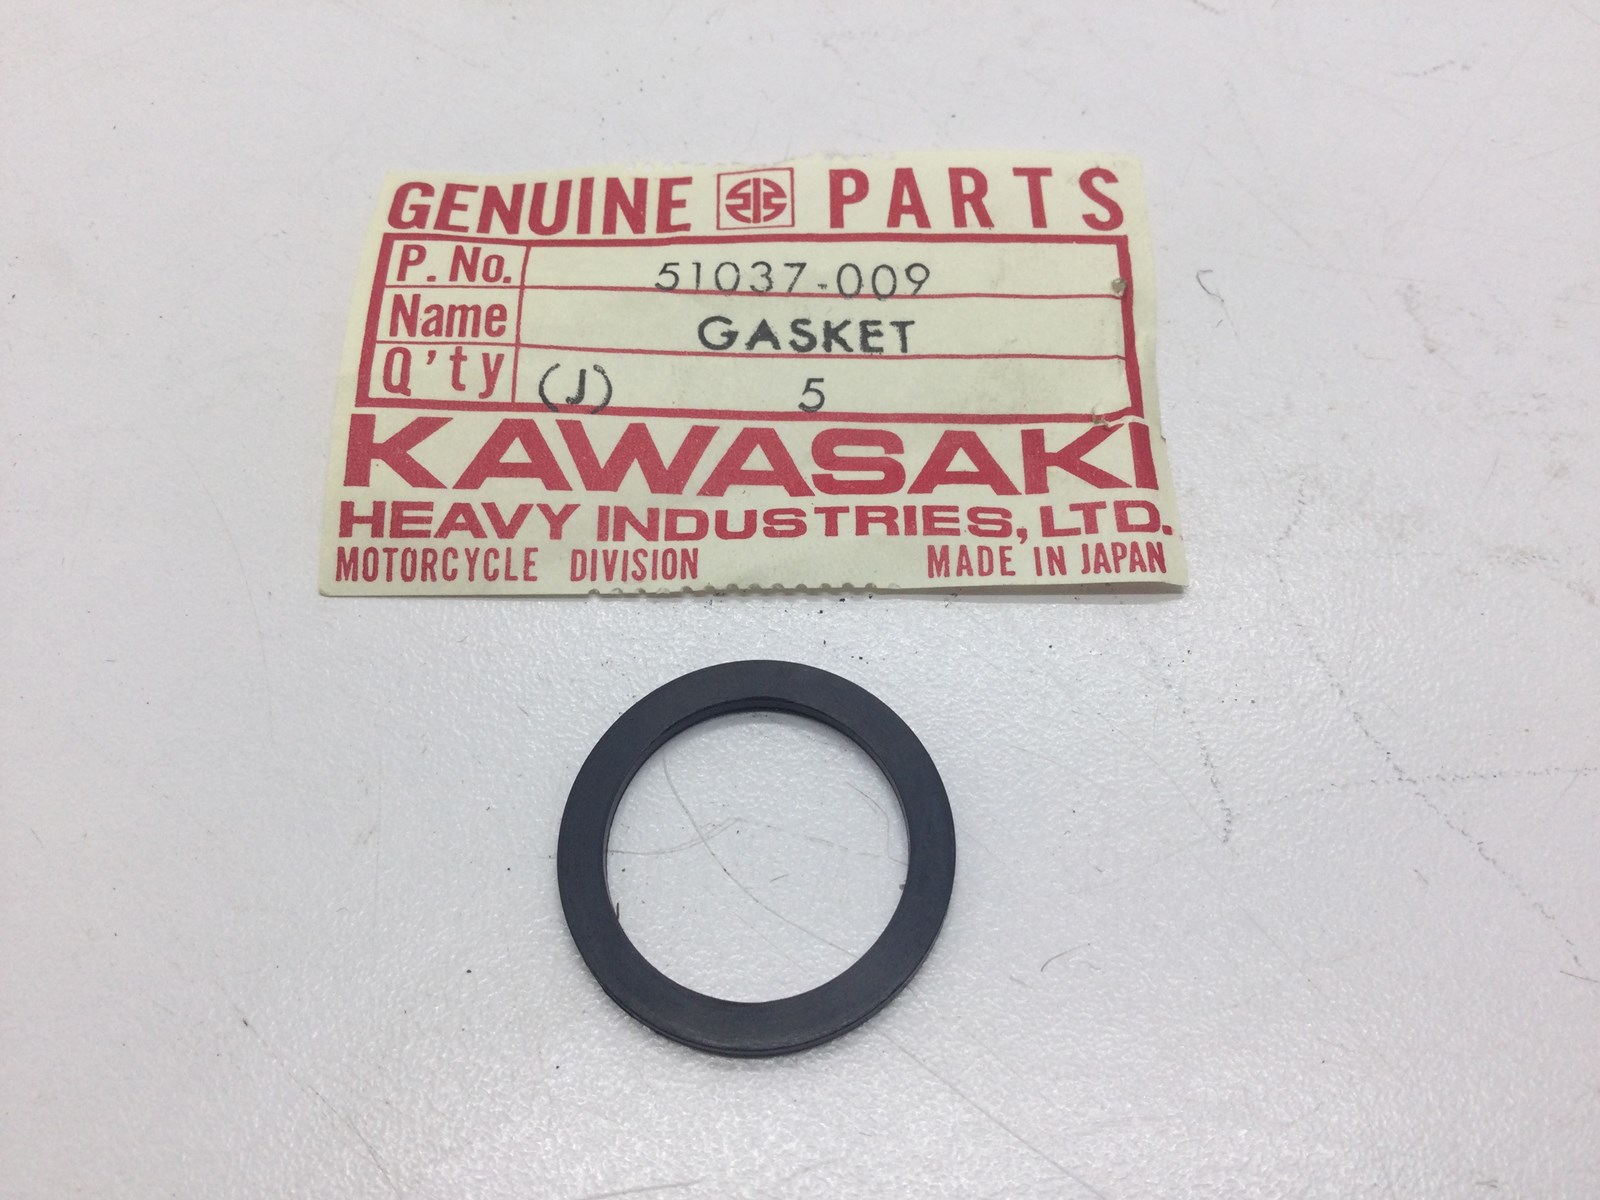 GENUINE PARTS
P. No. 51037-009
Name GASKET
Q'ty (J) 5
KAWASAKI
HEAVY INDUSTRIES, LTD.
MOTORCYCLE DIVISION MADE IN JAPAN